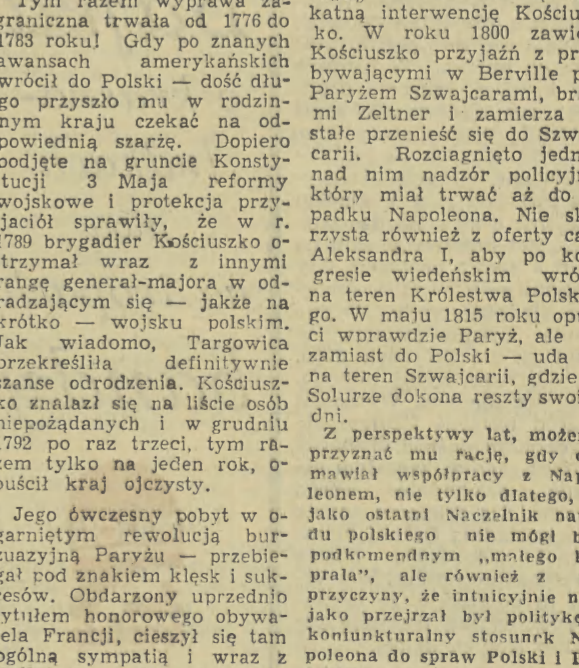 Tym razem wyprawa za-
graniczna trwała od 1776 do
1783 roku! Gdy po znanych
awansach amerykańskich
wrócił do Polski — dość dłu-
go przyszło mu w rodzin-
nym kraju czekać na od-
powiednią szarżę. Dopiero
podjęte na gruncie Konsty-
tucji 3 Maja reformy
wojskowe i protekcja przy-
jaciół sprawiły, że w r.
1789 brygadier Kościuszko o-
trzymał wraz z innymi
rangę generał-majora w od-
radzającym się — jakże na
krótko — wojsku polskim.
Jak wiadomo, Targowica
przekreśliła definitywnie
szanse odrodzenia. Kościusz-
ko znalazł się na liście osób
niepożądanych i w grudniu
1792 po raz trzeci, tym ra-
zem tylko na jeden rok, o-
puścił kraj ojczysty.
Jego ówczesny pobyt w o-
garniętym rewolucją bur-
żuazyjną Paryżu — przebie-
gał pod znakiem klęsk i suk-
cesów. Obdarzony uprzednio
tytułem honorowego obywa-
tela Francji, cieszył się tam
ogólną sympatią i wraz z
katną interwencję Kościu
ko. W roku 1800 zawie
Kościuszko przyjaźń z pr
bywającymi w Berville p
Paryżem Szwajcarami, br
mi Zeltner i zamierza
stałe przenieść się do Szw
carii. Rozciągnięto jedn
nad nim nadzór policyj
który miał trwać aż do
padku Napoleona. Nie sk
rzysta również z oferty ca
Aleksandra I, aby po ko
gresie wiedeńskim wró
na teren Królestwa Polsk
go. W maju 1815 roku opu
ci wprawdzie Paryż, ale
zamiast do Polski — uda
na teren Szwajcarii, gdzie
Solurze dokona reszty swoi
dni.
Z perspektywy lat, może
przyznać mu rację, gdy
mawiał współpracy z Nap
leonem, nie tylko dlatego,
jako ostatni Naczelnik na
du polskiego nie mógł b
podkomendnym „małego k
prala”, ale również z
przyczyny, że intuicyjnie n
jako przejrzał był politykę
koniunkturalny stosunek N
poleona do spraw Polski i